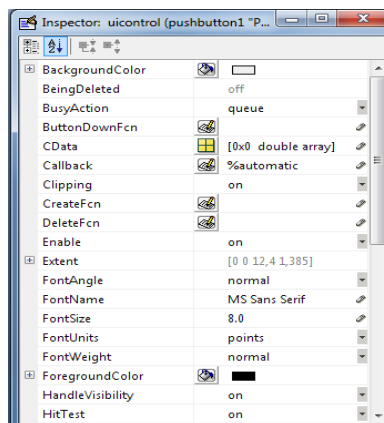 Inspector: uicontrol (pushbutton1 "P...
BackgroundColor
BeingDeleted off
BusyAction queue
ButtonDownFcn
CData [0x0 double array]
Callback %automatic
Clipping on
CreateFcn
DeleteFcn
Enable on
Extent [0 0 12,4 1,385]
FontAngle normal
FontName MS Sans Serif
FontSize 8.0
FontUnits points
FontWeight normal
ForegroundColor
HandleVisibility on
HitTest on